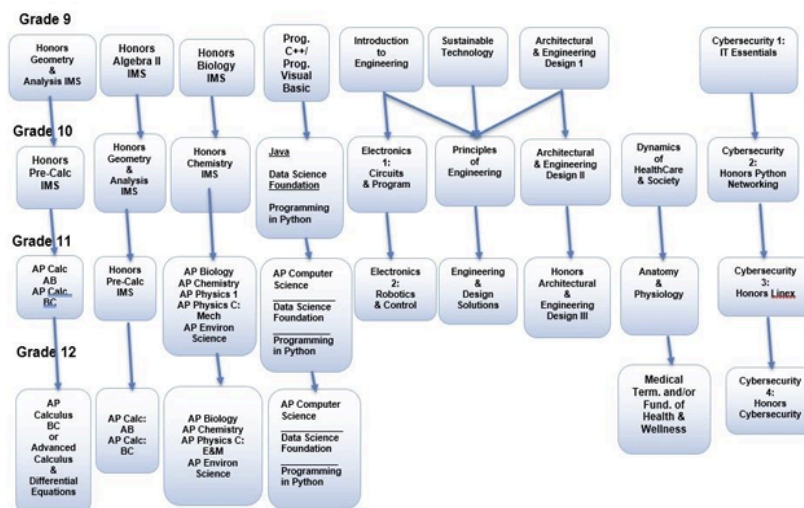 Grade 9
Honors
Geometry
&
Analysis IMS
Honors
Algebra II
IMS
Honors
Biology
IMS
Prog.
C++/
Prog.
Visual
Basic
Introduction
to
Engineering
Sustainable
Technology
Architectural
& Engineering
Design 1
Cybersecurity 1:
IT Essentials
Grade 10
Honors
Pre-Calc
IMS
Honors
Geometry
&
Analysis
IMS
Honors
Chemistry
IMS
Java
Data Science
Foundation
Programming
in Python
Electronics
1:
Circuits
& Program
Principles
of
Engineering
Architectural
& Engineering
Design II
Dynamics
of
HealthCare
& Society
Cybersecurity
2:
Honors Python
Networking
Grade 11
AP Calc
AB
AP Calc
BC
Honors
Pre-Calc
IMS
AP Biology
AP Chemistry
AP Physics 1
AP Physics C:
Mech
AP Environ
Science
AP Computer
Science
Data Science
Foundation
Programming
in Python
Electronics
2:
Robotics
& Control
Engineering
&
Design
Solutions
Honors
Architectural
&
Engineering
Design III
Anatomy
&
Physiology
Cybersecurity
3:
Honors Linex
Grade 12
AP
Calculus
BC
or
Advanced
Calculus
&
Differential
Equations
AP Calc:
AB
AP Calc:
BC
AP Biology
AP Chemistry
AP Physics C:
E&M
AP Environ
Science
AP Computer
Science
Data Science
Foundation
Programming
in Python
Medical
Term. and/or
Fund. of
Health &
Wellness
Cybersecurity
4:
Honors
Cybersecurity